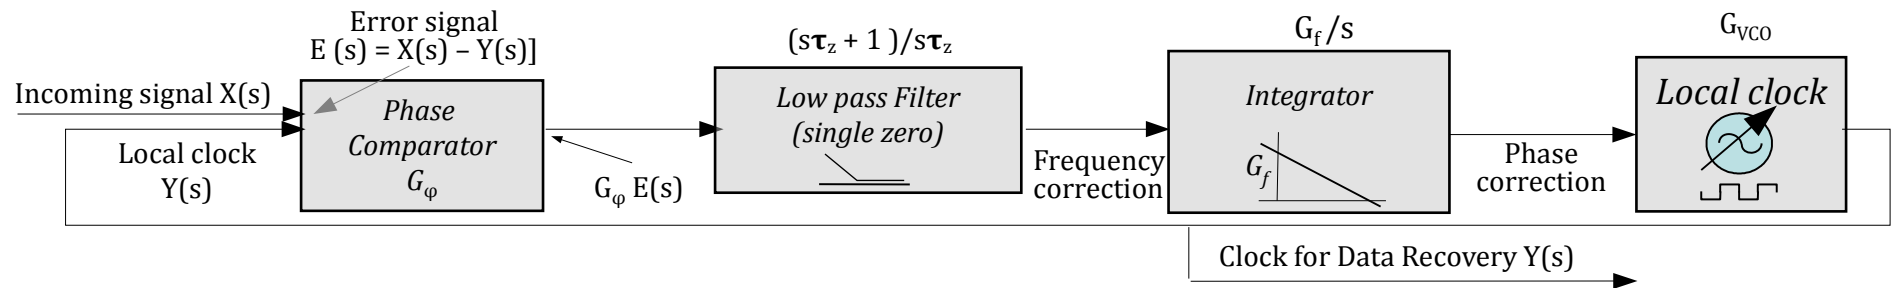 Error signal
E (s) = X(s) – Y(s)]
(sτz + 1 )/sτz
Gf /s
GVCO
Incoming signal X(s)
Phase
Comparator
Gφ
Low pass Filter
(single zero)
Integrator
Gf
Local clock
Local clock
Y(s)
Gφ E(s)
Frequency
correction
Phase
correction
Clock for Data Recovery Y(s)